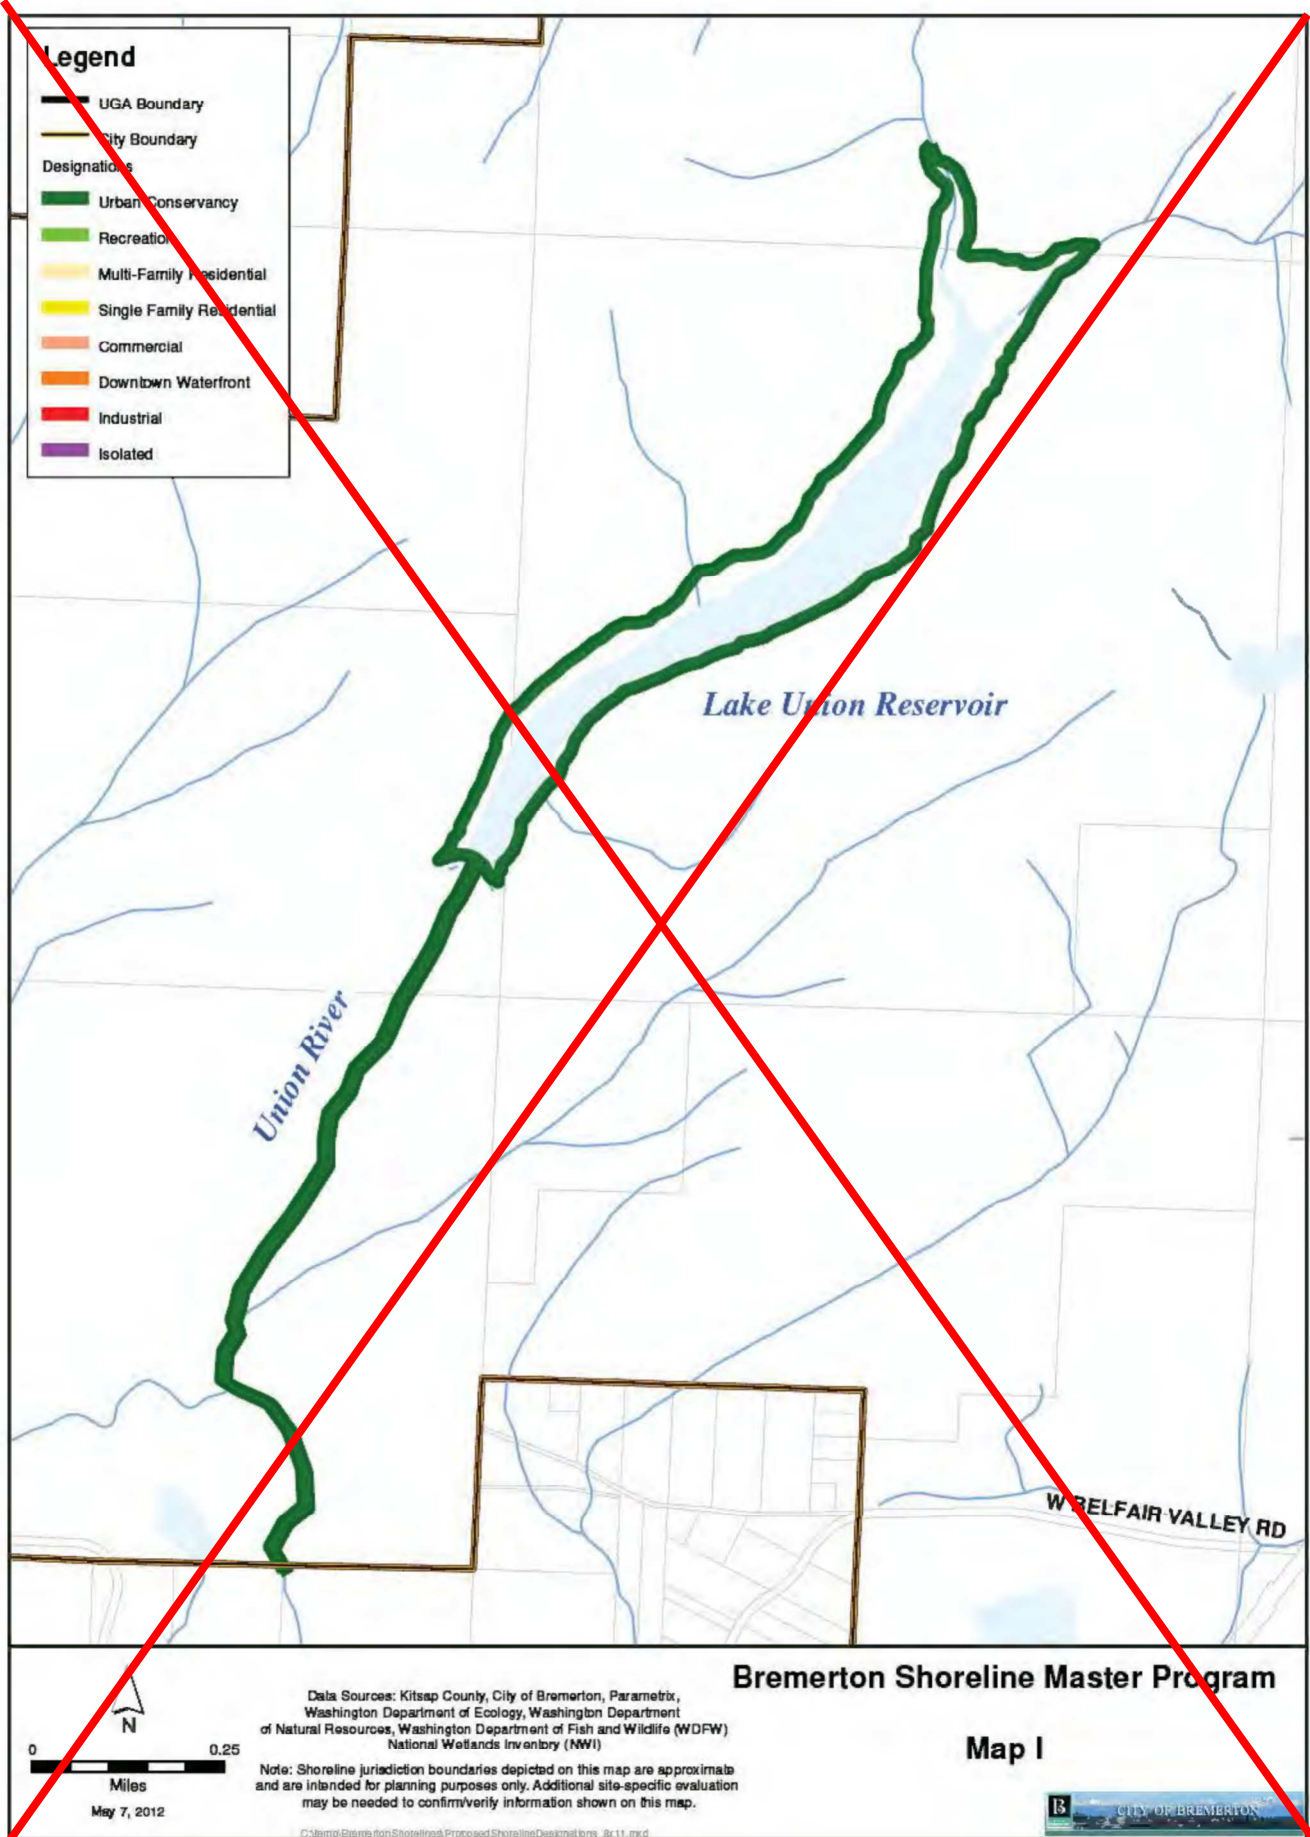 Legend
UGA Boundary
City Boundary
Designations
Urban Conservancy
Recreation
Multi-Family Residential
Single Family Residential
Commercial
Downtown Waterfront
Industrial
Isolated
Lake Union Reservoir
Union River
W BELFAIR VALLEY RD
N
0 0.25
Miles
May 7, 2012
Data Sources: Kitsap County, City of Bremerton, Parametrix,
Washington Department of Ecology, Washington Department
of Natural Resources, Washington Department of Fish and Wildlife (WDFW)
National Wetlands Inventory (NWI)
Note: Shoreline jurisdiction boundaries depicted on this map are approximate
and are intended for planning purposes only. Additional site-specific evaluation
may be needed to confirm/verify information shown on this map.
Bremerton Shoreline Master Program
Map I
B
CITY OF BREMERTON